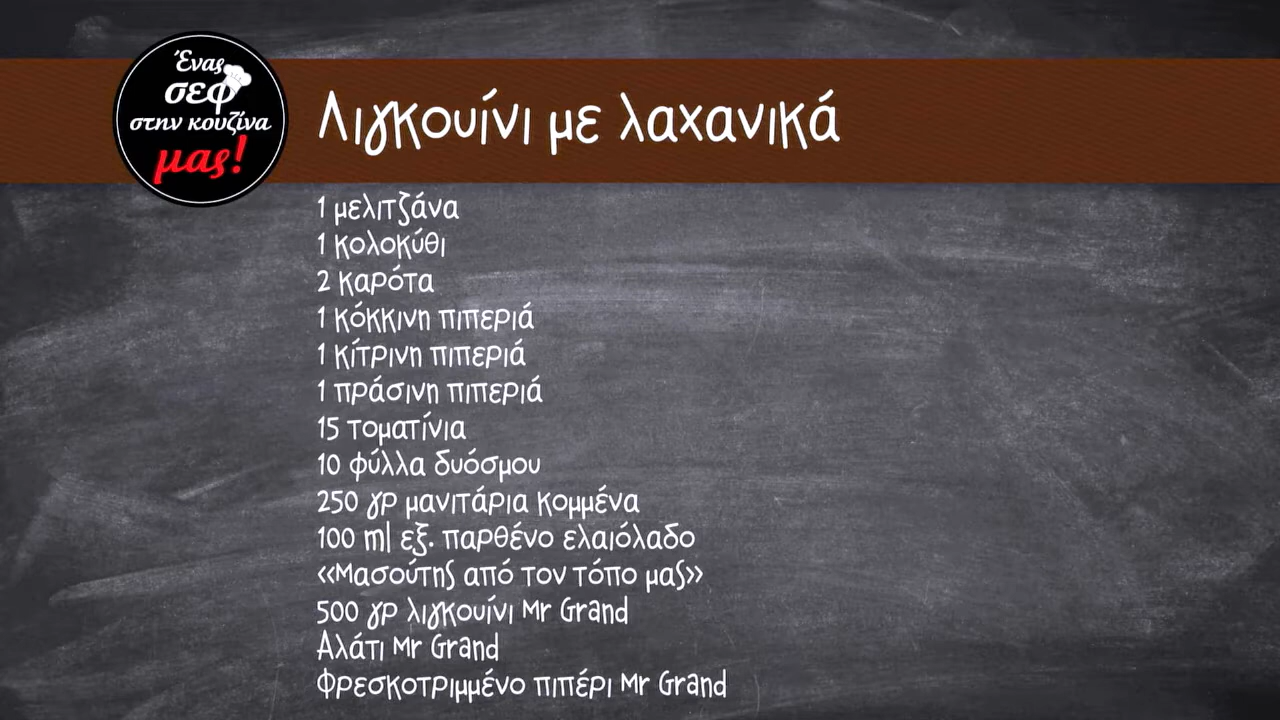 Ένας
σεφ
στην κουζίνα
μας!
Λιγκουίνι με λαχανικά
1 μελιτζάνα
1 κολοκύθι
2 καρότα
1 κόκκινη πιπεριά
1 κίτρινη πιπεριά
1 πράσινη πιπεριά
15 τοματίνια
10 φύλλα δυόσμου
250 γρ μανιτάρια κομμένα
100 ml εξ. παρθένο ελαιόλαδο
«Μασούτης από τον τόπο μας»
500 γρ λιγκουίνι Mr Grand
Αλάτι Mr Grand
Φρεσκοτριμμένο πιπέρι Mr Grand